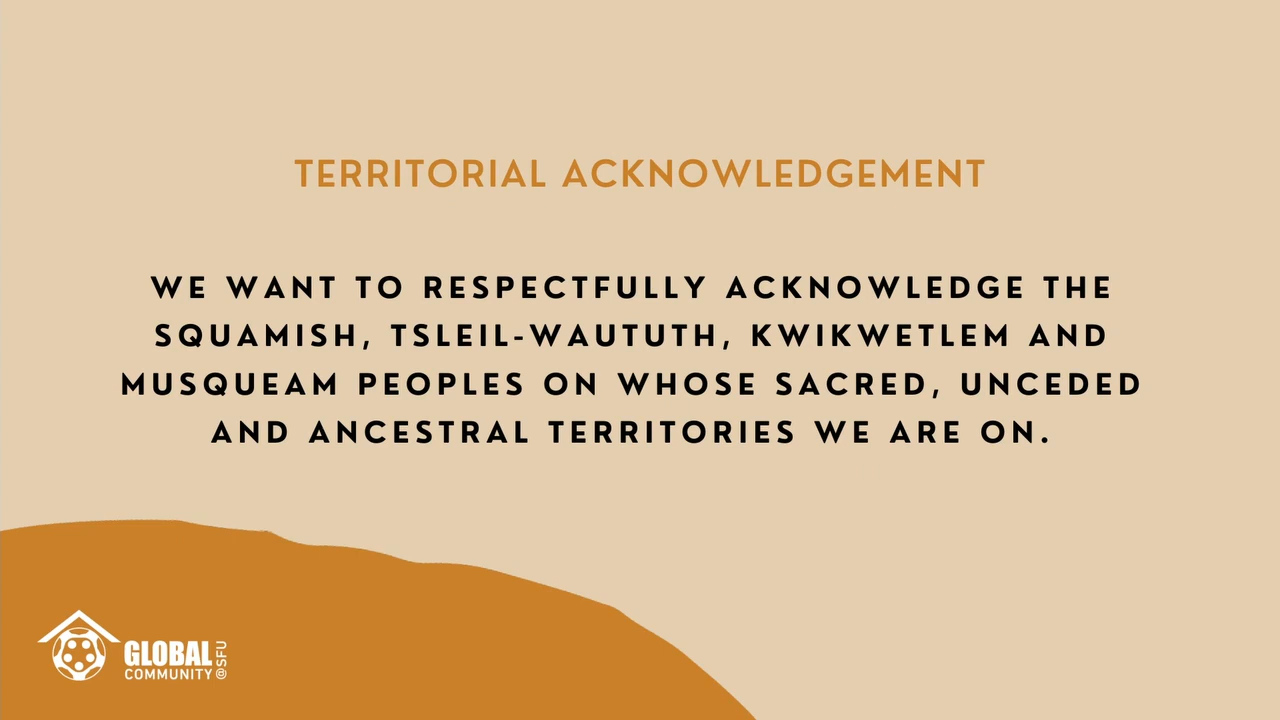 TERRITORIAL ACKNOWLEDGEMENT
WE WANT TO RESPECTFULLY ACKNOWLEDGE THE
SQUAMISH, TSLEIL-WAUTUTH, KWIKWETLEM AND
MUSQUEAM PEOPLES ON WHOSE SACRED, UNCEDED
AND ANCESTRAL TERRITORIES WE ARE ON.
GLOBAL
COMMUNITY
@SFU